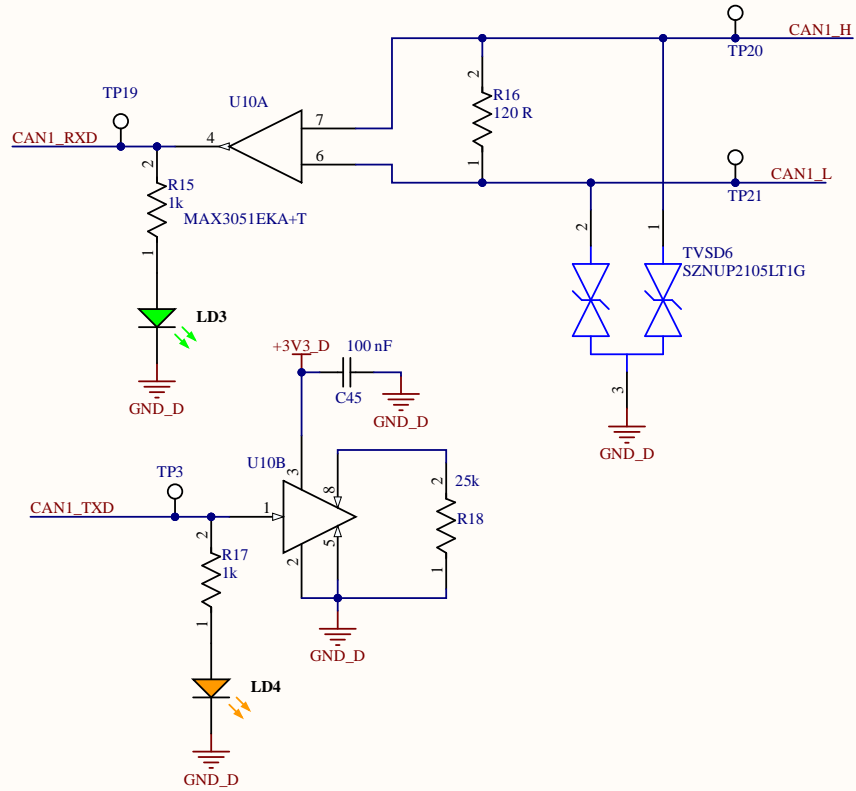 CAN1_H
TP20
TP19
U10A
2
R16
120 R
7
CAN1_RXD
4
6
1
2
R15
1k
MAX3051EKA+T
1
CAN1_L
TP21
2
1
TVSD6
SZNUP2105LT1G
LD3
+3V3_D
100 nF
C45
GND_D
GND_D
3
GND_D
U10B
3
8
2
25k
TP3
CAN1_TXD
1
R18
2
R17
1k
2
5
1
1
GND_D
LD4
GND_D